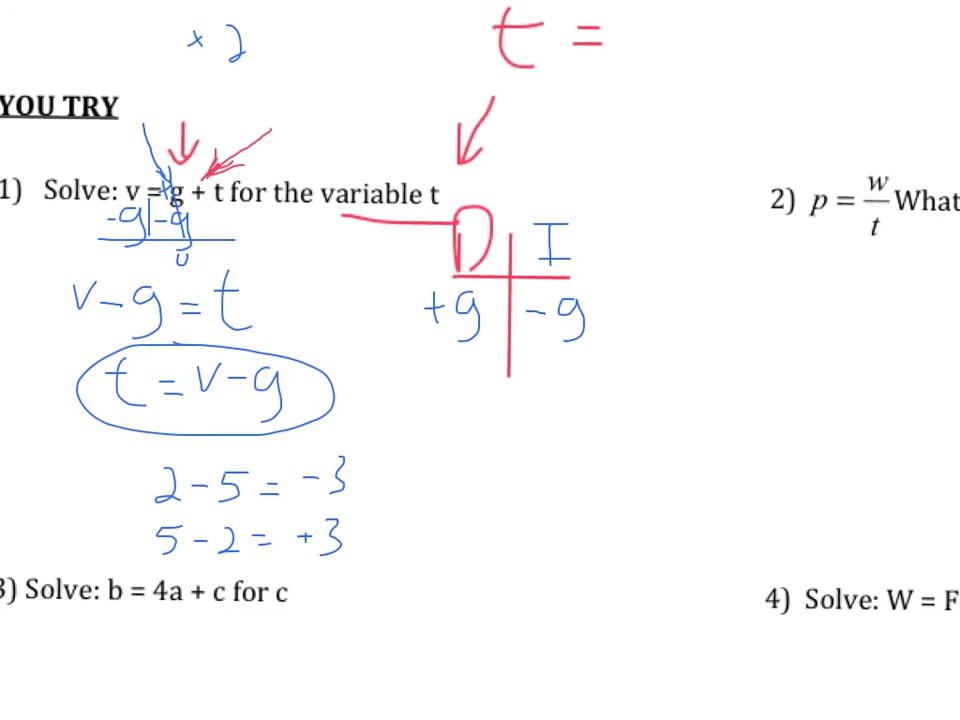 × 2
t =
YOU TRY
1) Solve: v = g + t for the variable t
2) p = w/t What
-g | -g
0
D | I
+g | -g
v - g = t
t = v - g
2 - 5 = -3
5 - 2 = +3
3) Solve: b = 4a + c for c
4) Solve: W = F